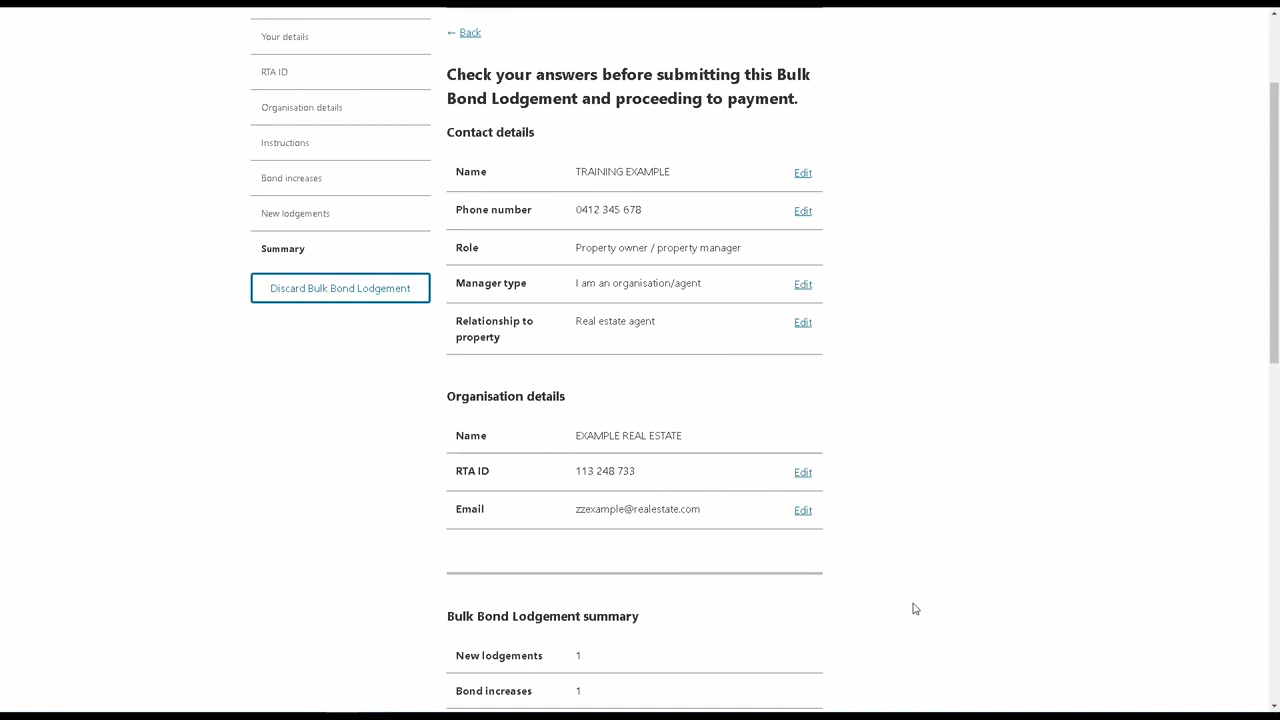 Your details
RTA ID
Organisation details
Instructions
Bond increases
New lodgements
Summary
Discard Bulk Bond Lodgement
← Back
Check your answers before submitting this Bulk
Bond Lodgement and proceeding to payment.
Contact details
Name TRAINING EXAMPLE Edit
Phone number 0412 345 678 Edit
Role Property owner / property manager
Manager type I am an organisation/agent Edit
Relationship to Real estate agent Edit
property
Organisation details
Name EXAMPLE REAL ESTATE
RTA ID 113 248 733 Edit
Email zzexample@realestate.com Edit
Bulk Bond Lodgement summary
New lodgements 1
Bond increases 1